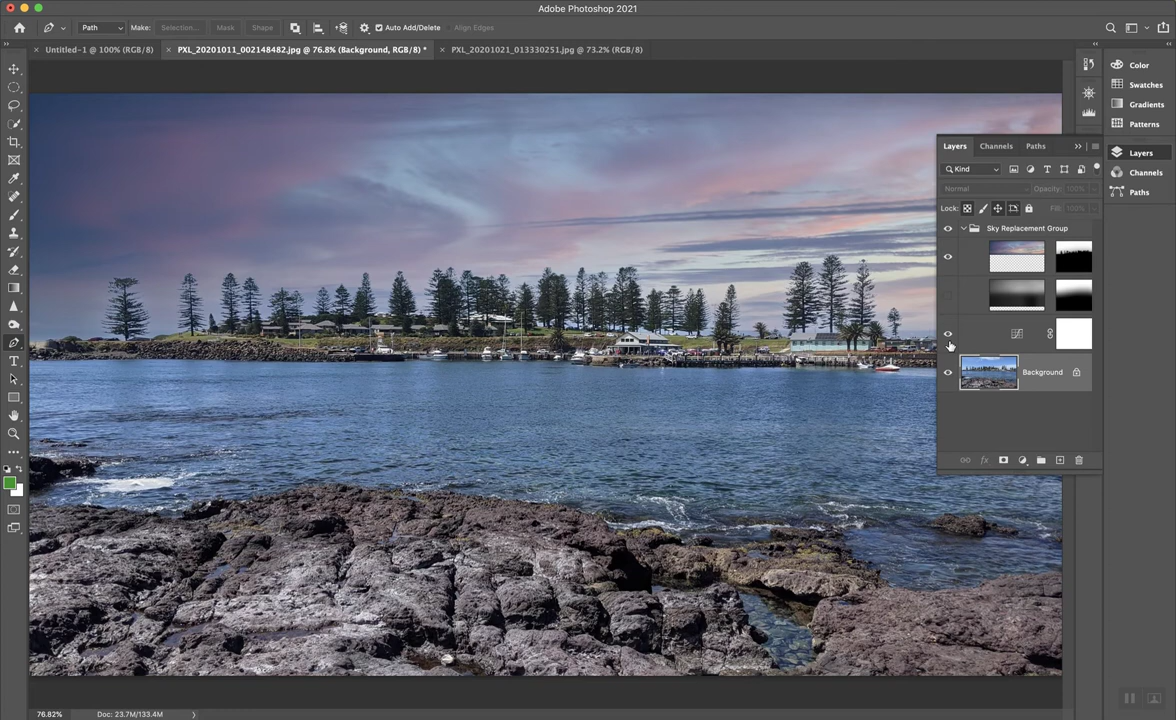 Adobe Photoshop 2021
Path Make: Selection... Mask Shape Auto Add/Delete Align Edges
Untitled-1 @ 100% (RGB/8) PXL_20201011_002148482.jpg @ 76.8% (Background, RGB/8) * PXL_20201021_013330251.jpg @ 73.2% (RGB/8)
Color
Swatches
Gradients
Patterns
Layers
Channels
Paths
Layers Channels Paths
Kind
Normal Opacity: 100%
Lock: Fill: 100%
Sky Replacement Group
Background
76.82% Doc: 23.7M/133.4M